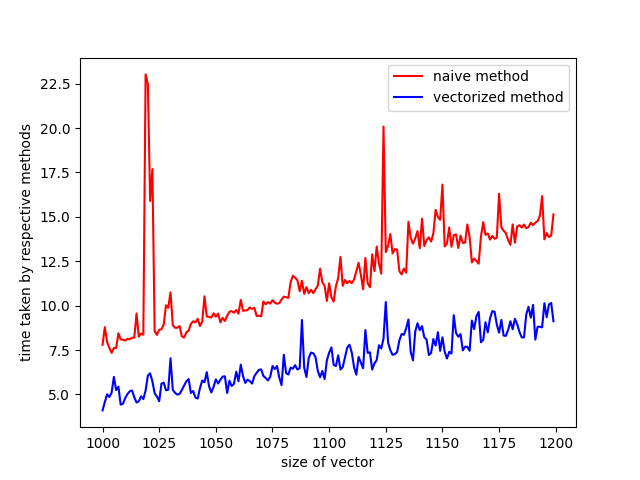 naive method
vectorized method
22.5
20.0
17.5
15.0
12.5
10.0
7.5
5.0
time taken by respective methods
1000 1025 1050 1075 1100 1125 1150 1175 1200
size of vector